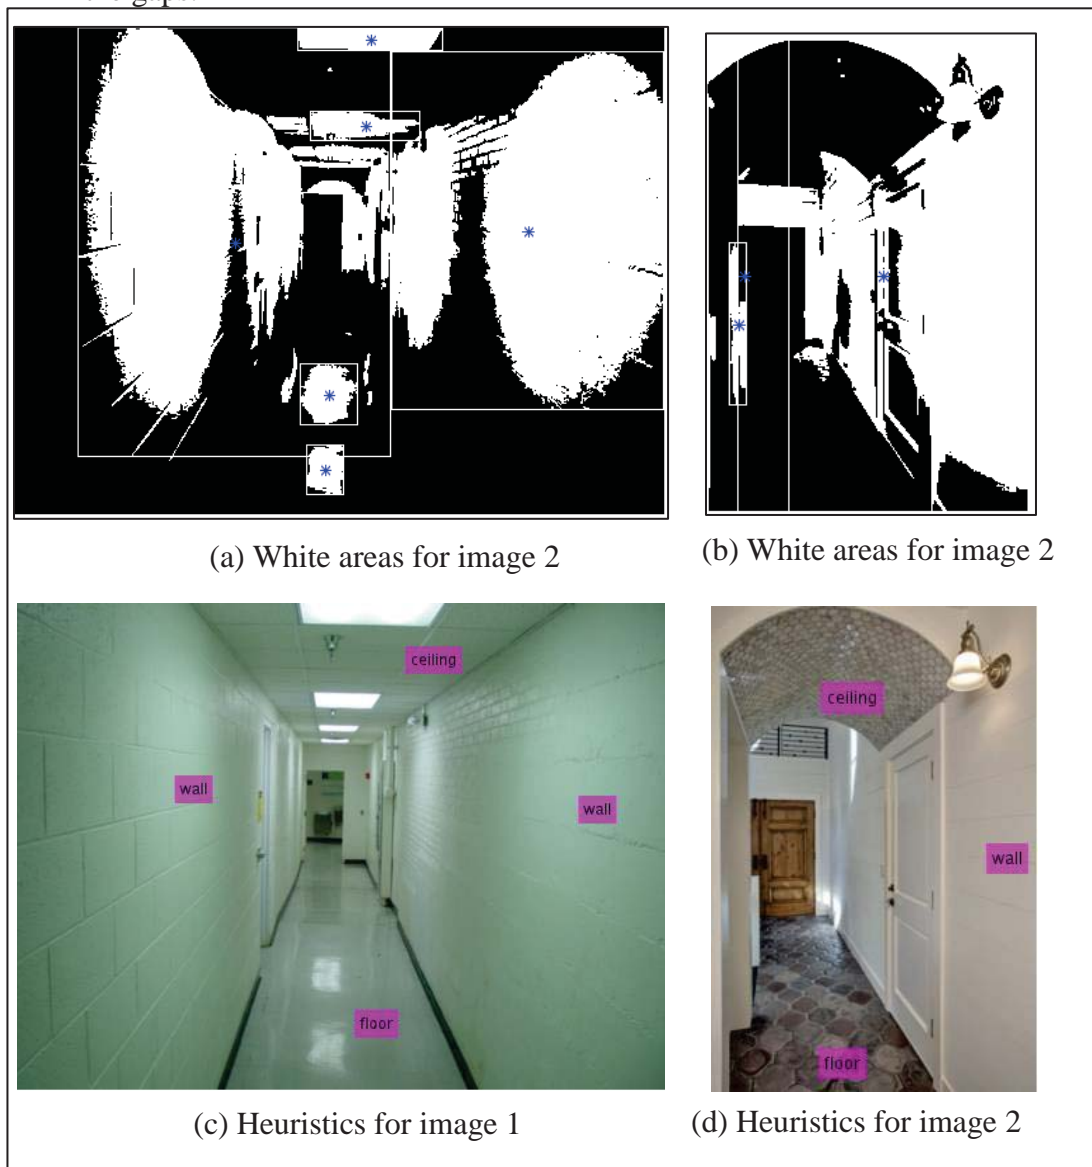 (a) White areas for image 2
(b) White areas for image 2
ceiling
wall
wall
floor
ceiling
wall
floor
(c) Heuristics for image 1
(d) Heuristics for image 2